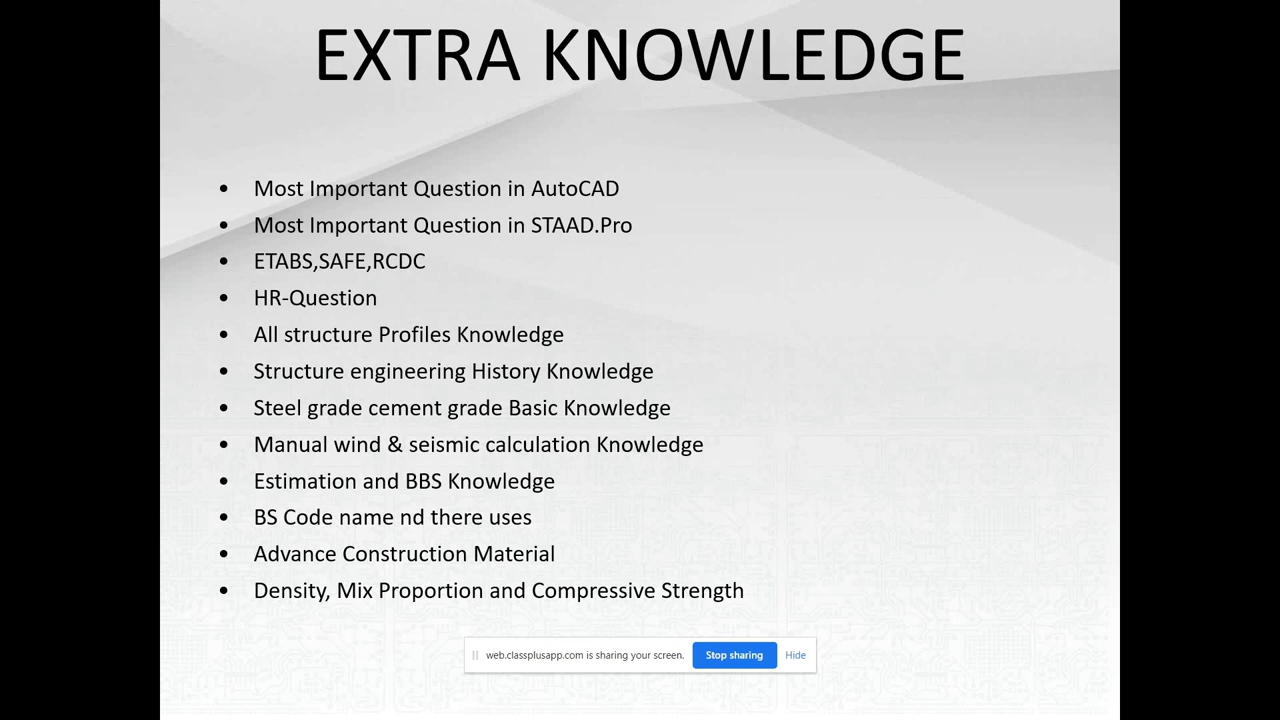 EXTRA KNOWLEDGE
• Most Important Question in AutoCAD
• Most Important Question in STAAD.Pro
• ETABS,SAFE,RCDC
• HR-Question
• All structure Profiles Knowledge
• Structure engineering History Knowledge
• Steel grade cement grade Basic Knowledge
• Manual wind & seismic calculation Knowledge
• Estimation and BBS Knowledge
• BS Code name nd there uses
• Advance Construction Material
• Density, Mix Proportion and Compressive Strength
web.classplusapp.com is sharing your screen. Stop sharing Hide